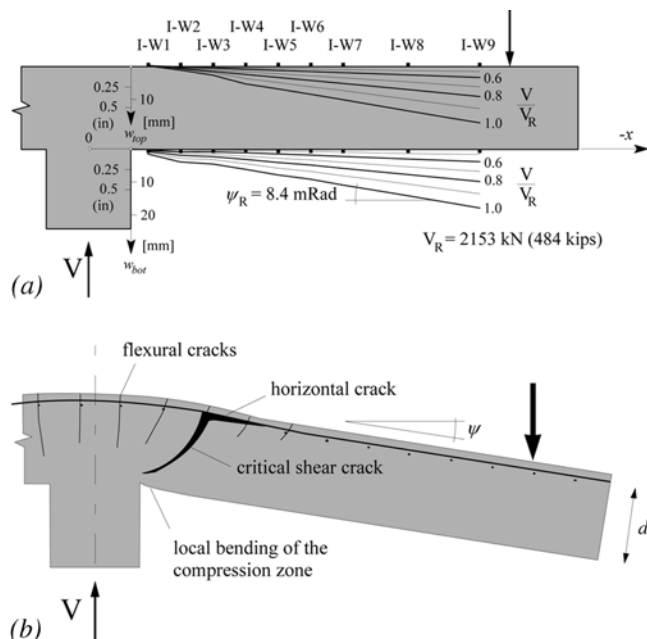 I-W2 I-W4 I-W6
I-W1 I-W3 I-W5 I-W7 I-W8 I-W9
0.25
0.5
(in)
10
[mm]
w_top
0.6
0.8
1.0
V
V_R
0
-x
0.25
0.5
(in)
10
20
[mm]
w_bot
0.6
0.8
1.0
V
V_R
ψ_R = 8.4 mRad
V_R = 2153 kN (484 kips)
V
(a)
flexural cracks
horizontal crack
ψ
critical shear crack
local bending of the
compression zone
d
V
(b)